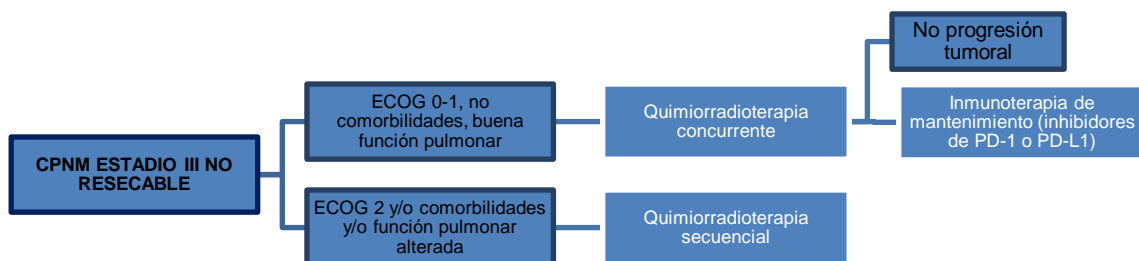 CPNM ESTADIO III NO
RESECABLE
ECOG 0-1, no
comorbilidades, buena
función pulmonar
Quimiorradioterapia
concurrente
No progresión
tumoral
Inmunoterapia de
mantenimiento (inhibidores
de PD-1 o PD-L1)
ECOG 2 y/o comorbilidades
y/o función pulmonar
alterada
Quimiorradioterapia
secuencial